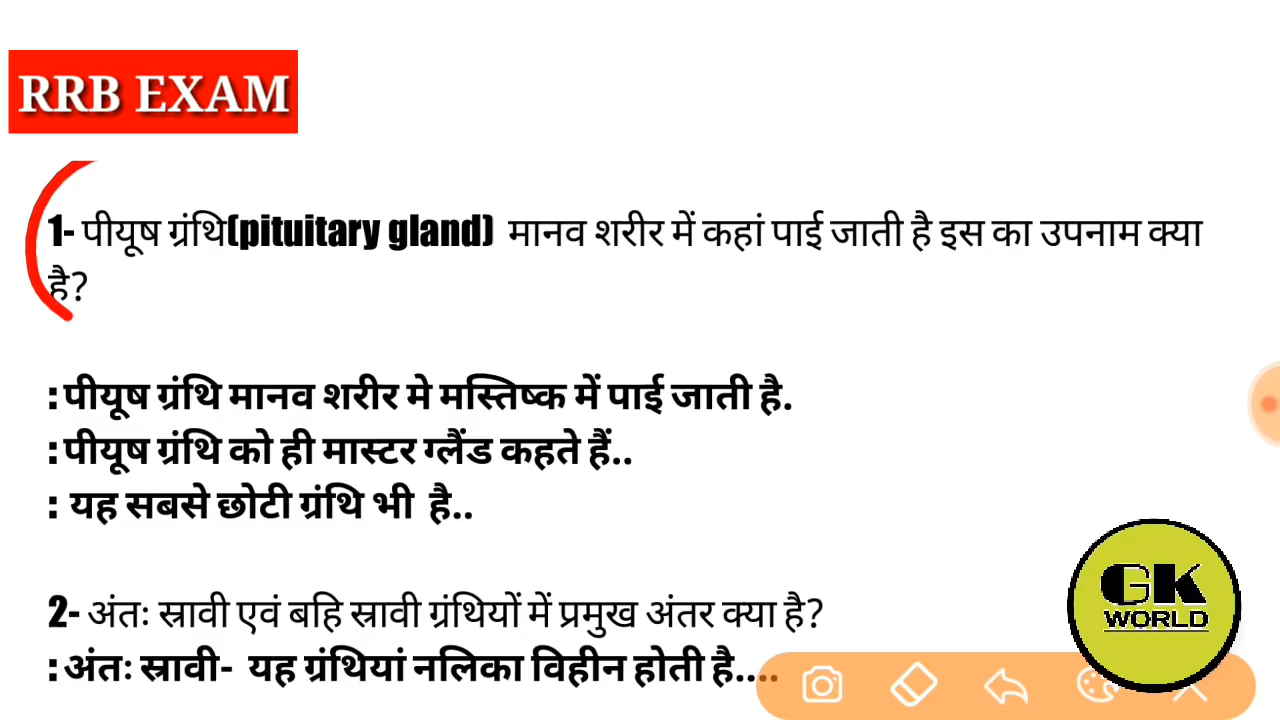 RRB EXAM
1- पीयूष ग्रंथि(pituitary gland) मानव शरीर में कहां पाई जाती है इस का उपनाम क्या
है?
: पीयूष ग्रंथि मानव शरीर मे मस्तिष्क में पाई जाती है.
: पीयूष ग्रंथि को ही मास्टर ग्लैंड कहते हैं..
: यह सबसे छोटी ग्रंथि भी है..
2- अंतः स्रावी एवं बहि स्रावी ग्रंथियों में प्रमुख अंतर क्या है?
: अंतः स्रावी- यह ग्रंथियां नलिका विहीन होती है....
GK
WORLD